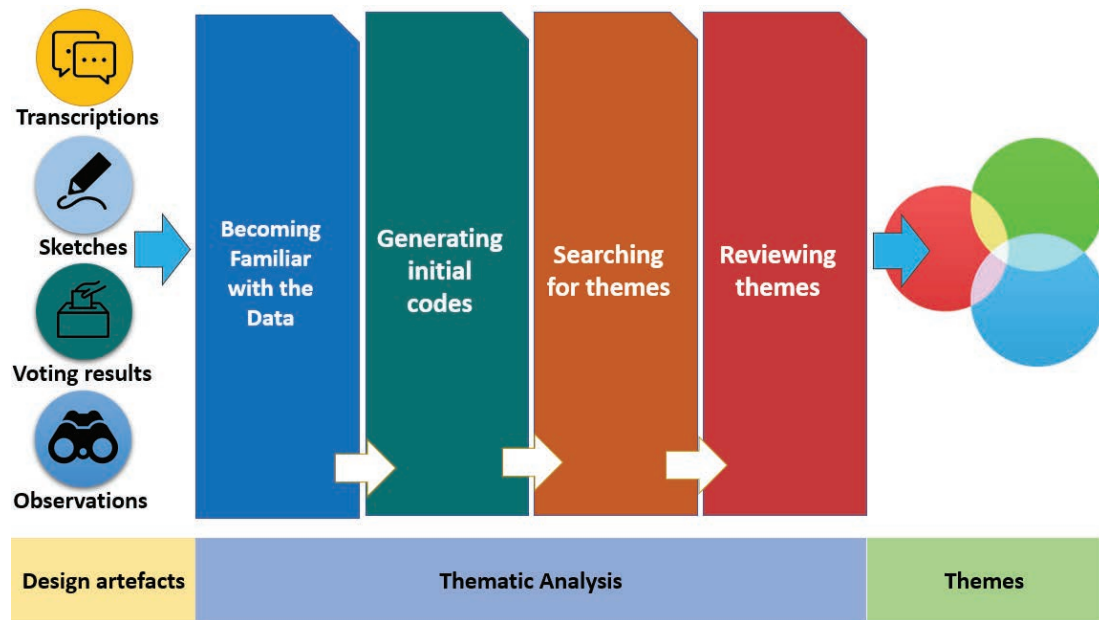 Transcriptions
Sketches
Voting results
Observations
Becoming
Familiar
with the
Data
Generating
initial
codes
Searching
for themes
Reviewing
themes
Design artefacts
Thematic Analysis
Themes